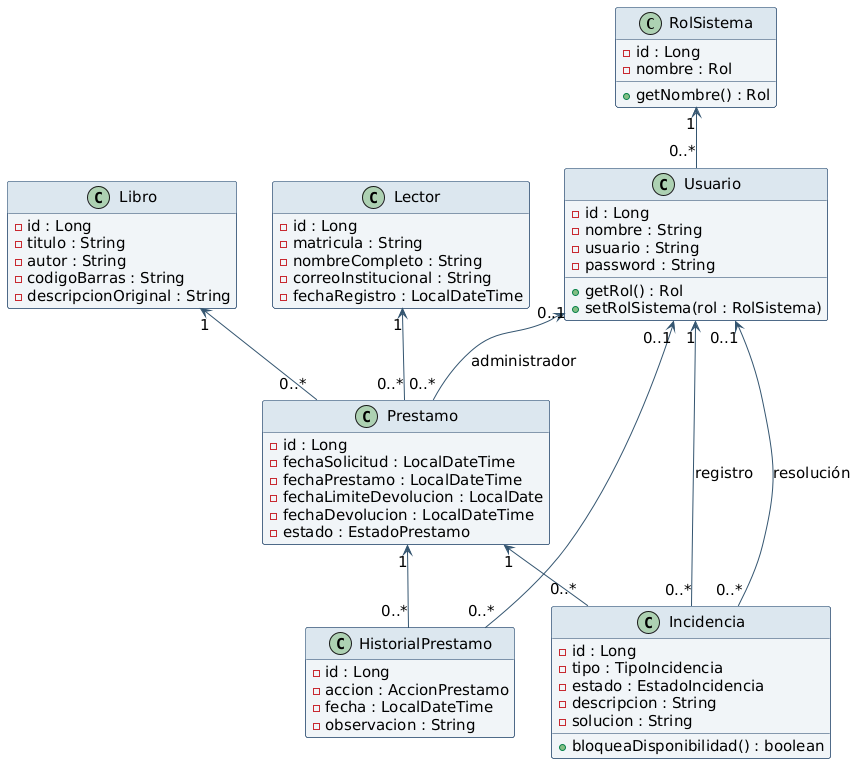 C RolSistema
id : Long
nombre : Rol
getNombre() : Rol
1
0..*
C Libro
id : Long
titulo : String
autor : String
codigoBarras : String
descripcionOriginal : String
C Lector
id : Long
matricula : String
nombreCompleto : String
correoInstitucional : String
fechaRegistro : LocalDateTime
C Usuario
id : Long
nombre : String
usuario : String
password : String
getRol() : Rol
setRolSistema(rol : RolSistema)
1
1
0..1
0..1
1
0..1
administrador
0..*
0..*
0..*
C Prestamo
id : Long
fechaSolicitud : LocalDateTime
fechaPrestamo : LocalDateTime
fechaLimiteDevolucion : LocalDate
fechaDevolucion : LocalDateTime
estado : EstadoPrestamo
registro
resolución
1
1
0..*
0..*
0..*
0..*
0..*
C HistorialPrestamo
id : Long
accion : AccionPrestamo
fecha : LocalDateTime
observacion : String
C Incidencia
id : Long
tipo : TipoIncidencia
estado : EstadoIncidencia
descripcion : String
solucion : String
bloqueaDisponibilidad() : boolean